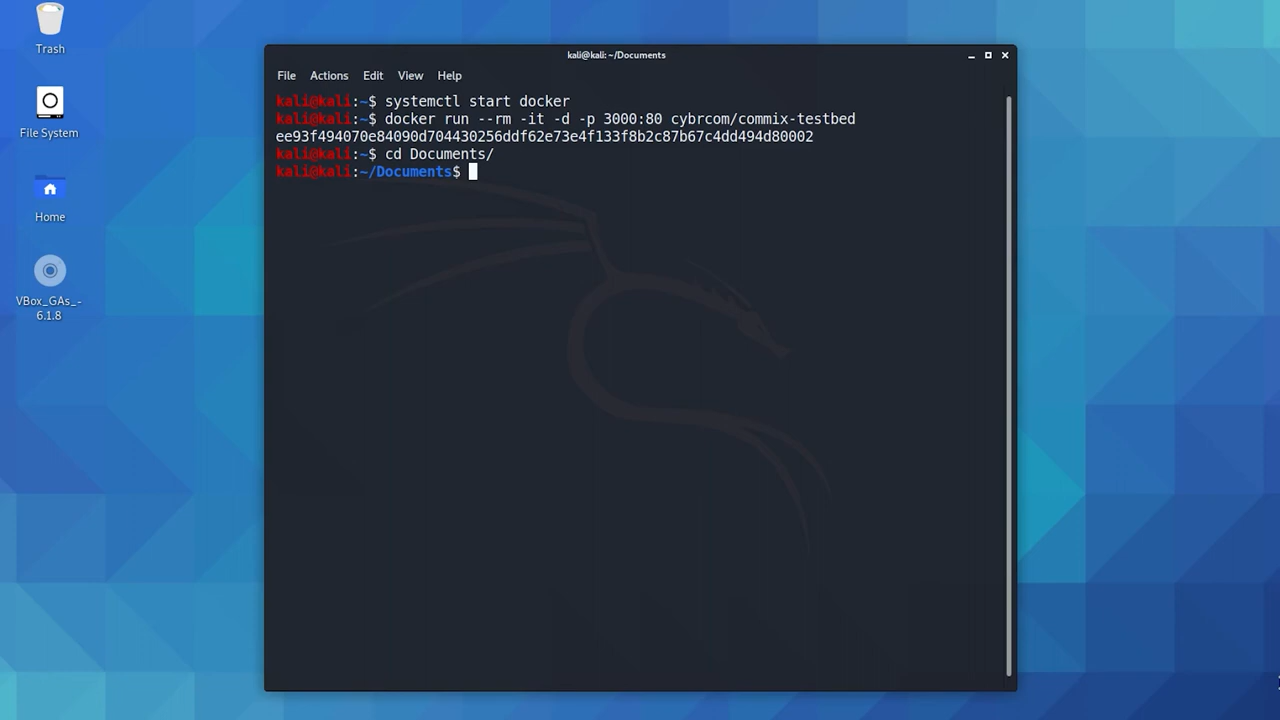 Trash
File System
Home
VBox_GAs_-
6.1.8
kali@kali: ~/Documents
File Actions Edit View Help
kali@kali:~$ systemctl start docker
kali@kali:~$ docker run --rm -it -d -p 3000:80 cybrcom/commix-testbed
ee93f494070e84090d704430256ddf62e73e4f133f8b2c87b67c4dd494d80002
kali@kali:~$ cd Documents/
kali@kali:~/Documents$